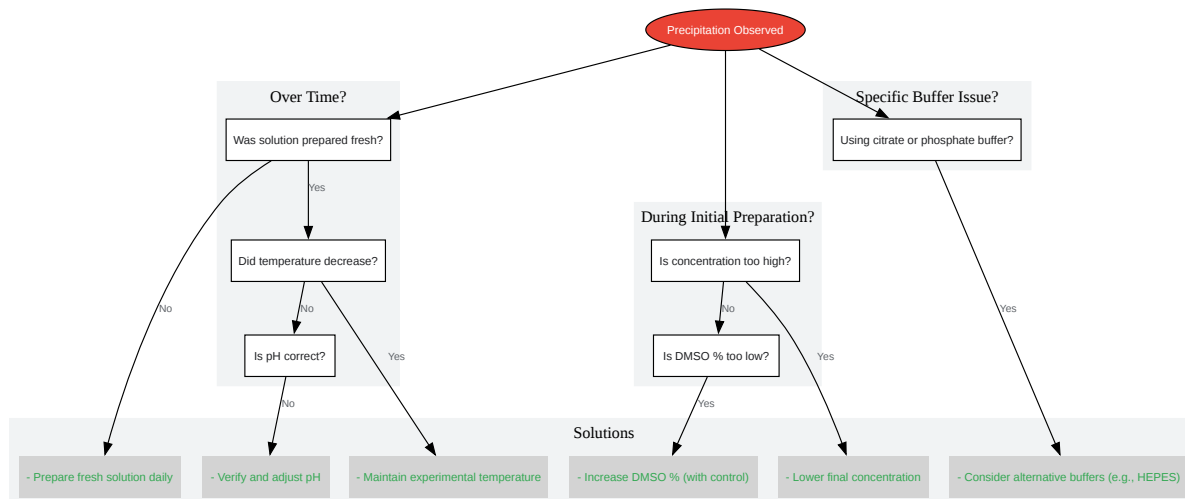 Precipitation Observed
Over Time?
Specific Buffer Issue?
Was solution prepared fresh?
Using citrate or phosphate buffer?
Yes
During Initial Preparation?
Did temperature decrease?
Is concentration too high?
No
No
No
Yes
Is pH correct?
Is DMSO % too low?
Yes
Yes
No
Yes
Solutions
- Prepare fresh solution daily
- Verify and adjust pH
- Maintain experimental temperature
- Increase DMSO % (with control)
- Lower final concentration
- Consider alternative buffers (e.g., HEPES)